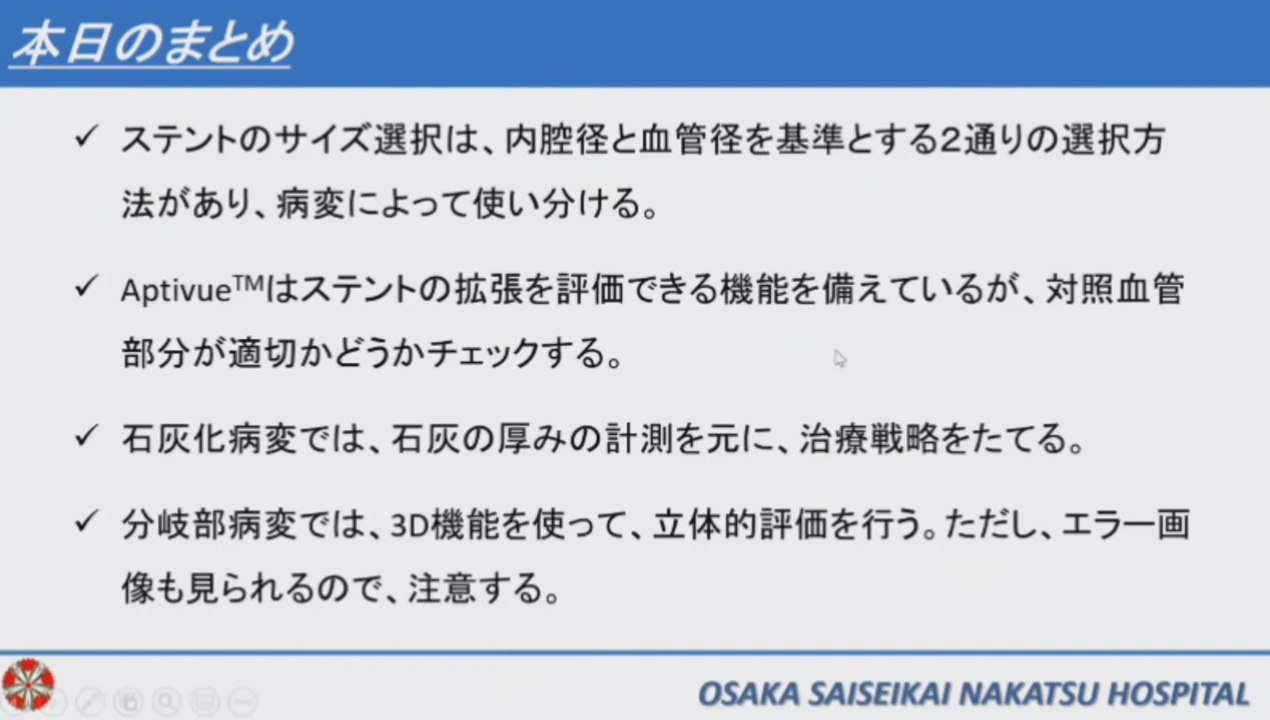 本日のまとめ
✓ ステントのサイズ選択は、内腔径と血管径を基準とする２通りの選択方
法があり、病変によって使い分ける。
✓ Aptivue™はステントの拡張を評価できる機能を備えているが、対照血管
部分が適切かどうかチェックする。
✓ 石灰化病変では、石灰の厚みの計測を元に、治療戦略をたてる。
✓ 分岐部病変では、3D機能を使って、立体的評価を行う。ただし、エラー画
像も見られるので、注意する。
OSAKA SAISEIKAI NAKATSU HOSPITAL